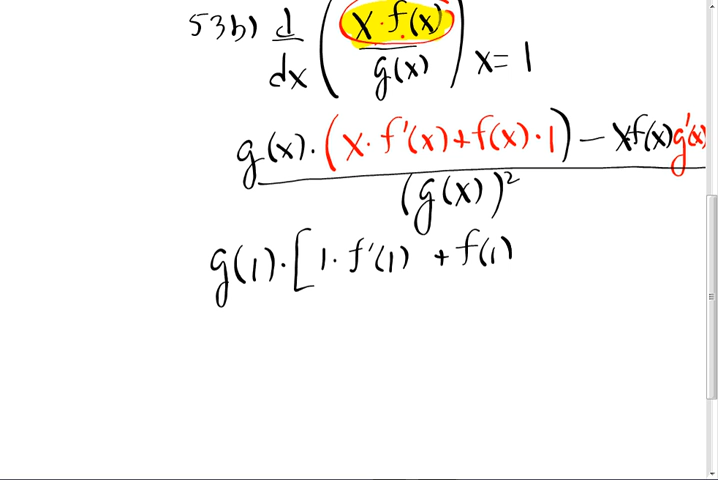 53b) d/dx ( x · f(x) / g(x) ) x = 1
g(x) · (x · f'(x) + f(x) · 1) − xf(x)g'(x)
(g(x))²
g(1) · [1 · f'(1) + f(1)